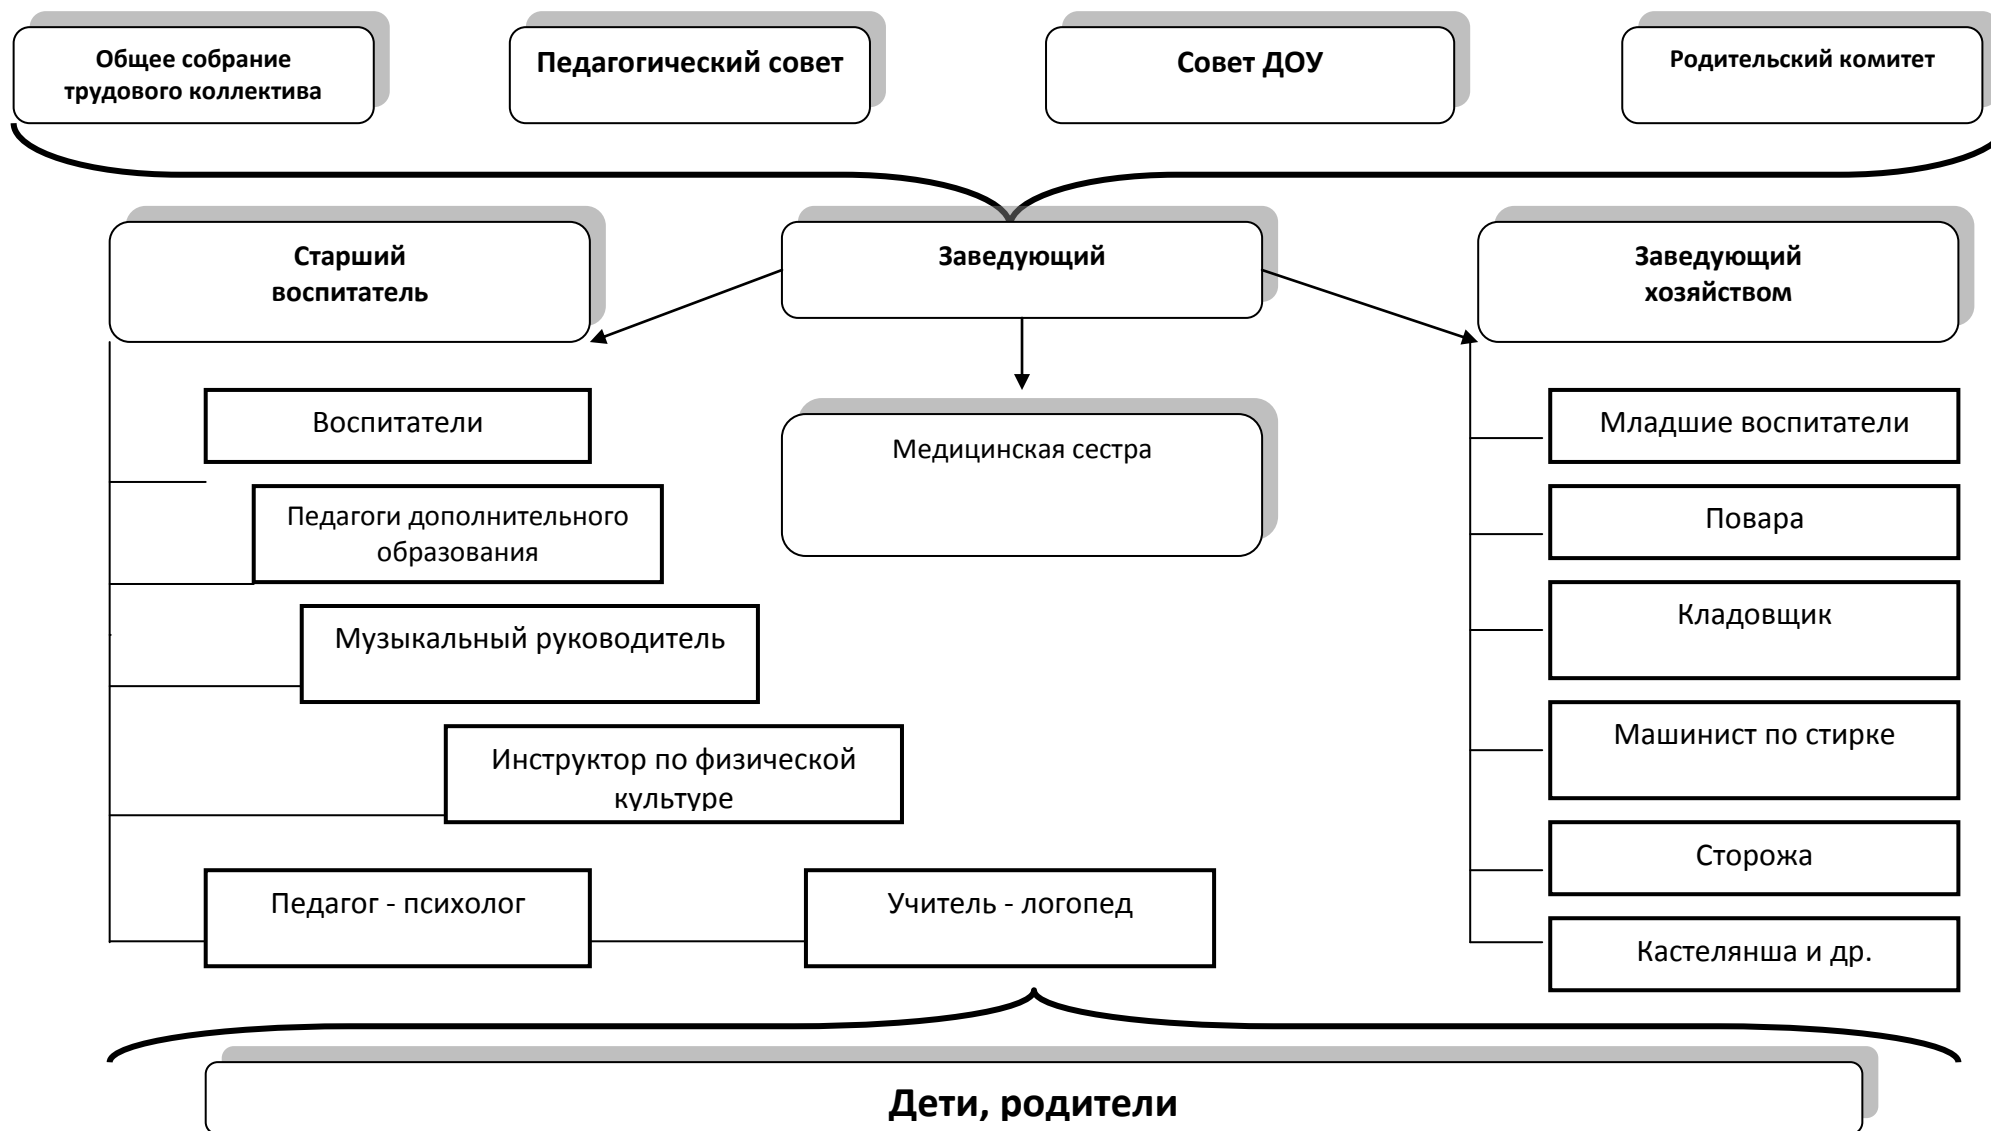 Общее собрание
трудового коллектива
Педагогический совет
Совет ДОУ
Родительский комитет
Старший
воспитатель
Заведующий
Заведующий
хозяйством
Воспитатели
Педагоги дополнительного
образования
Музыкальный руководитель
Инструктор по физической
культуре
Педагог - психолог
Учитель - логопед
Медицинская сестра
Младшие воспитатели
Повара
Кладовщик
Машинист по стирке
Сторожа
Кастелянша и др.
Дети, родители